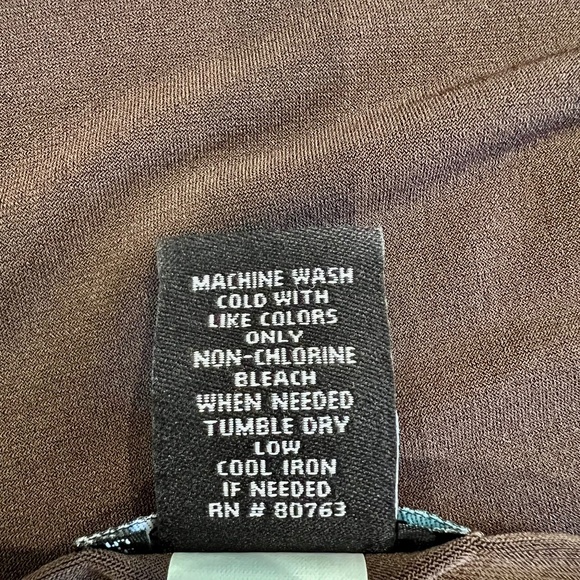 MACHINE WASH
COLD WITH
LIKE COLORS
ONLY
NON-CHLORINE
BLEACH
WHEN NEEDED
TUMBLE DRY
LOW
COOL IRON
IF NEEDED
RN # 80763